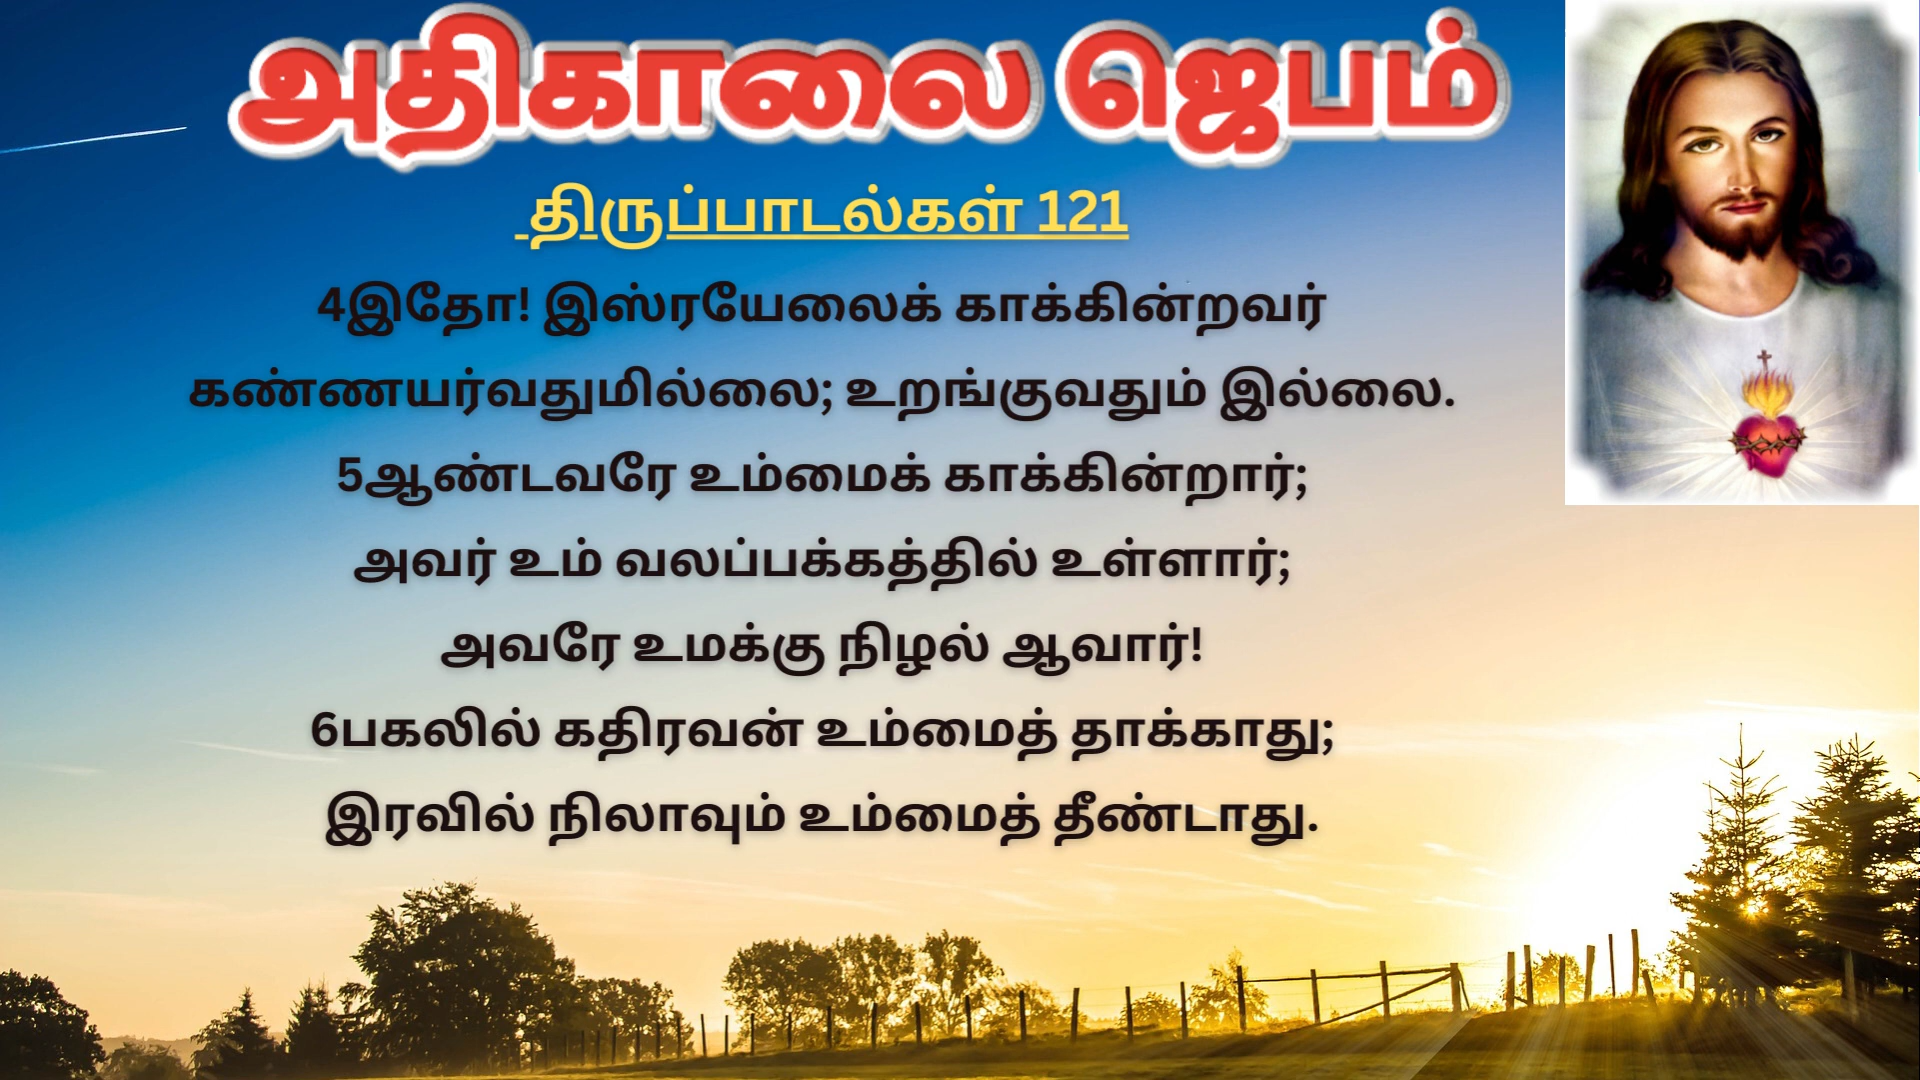 அதிகாலை ஜெபம்
திருப்பாடல்கள் 121
4இதோ! இஸ்ரயேலைக் காக்கின்றவர்
கண்ணயர்வதுமில்லை; உறங்குவதும் இல்லை.
5ஆண்டவரே உம்மைக் காக்கின்றார்;
அவர் உம் வலப்பக்கத்தில் உள்ளார்;
அவரே உமக்கு நிழல் ஆவார்!
6பகலில் கதிரவன் உம்மைத் தாக்காது;
இரவில் நிலாவும் உம்மைத் தீண்டாது.